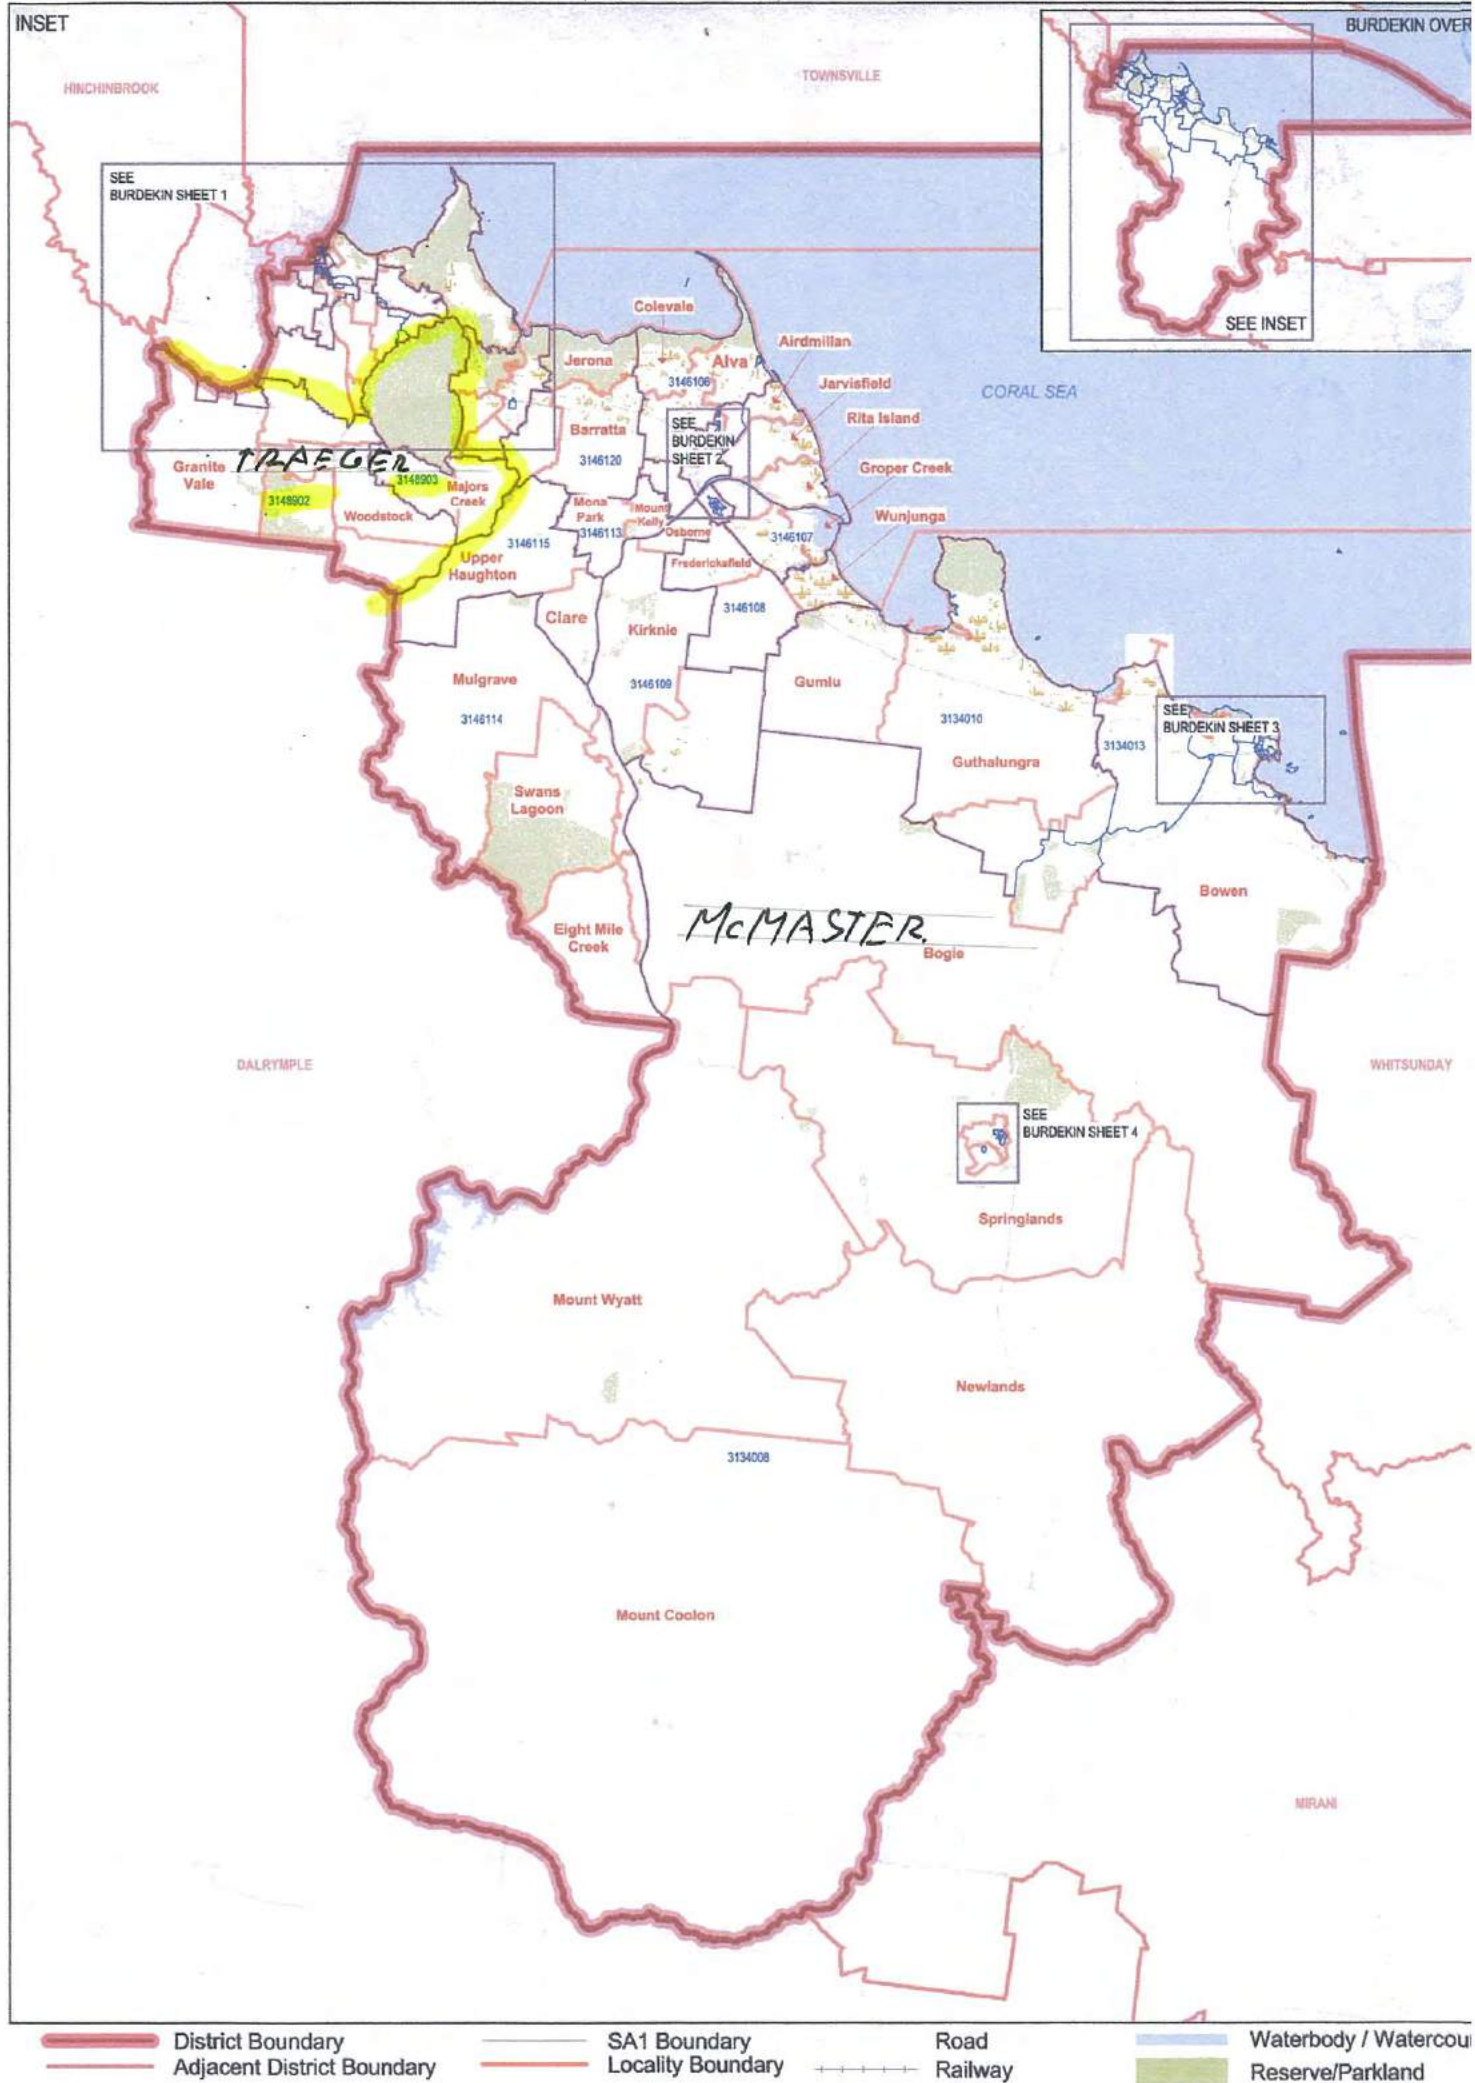 INSET
BURDEKIN OVER
HINCHINBROOK
TOWNSVILLE
SEE
BURDEKIN SHEET 1
SEE INSET
Colevale
Airdmillan
Jerona
Alva
3146106
Jarvisfield
CORAL SEA
Rita Island
SEE
BURDEKIN
SHEET 2
Barratta
3146120
Groper Creek
Granite
Vale
TRAEGER
3148903
Majors
Creek
3148902
Woodstock
Mona
Park
3146113
Mount
Kelly
Osborne
Wunjunga
3146107
3146115
Upper
Haughton
Frederickfield
Clare
Kirknie
3146108
Mulgrave
3146109
Gumlu
3146114
3134010
SEE
BURDEKIN SHEET 3
3134013
Guthalungra
Swans
Lagoon
Bowen
McMASTER.
Eight Mile
Creek
Bogie
DALRYMPLE
WHITSUNDAY
SEE
BURDEKIN SHEET 4
Springlands
Mount Wyatt
Newlands
3134008
Mount Coolon
MIRANI
District Boundary
Adjacent District Boundary
SA1 Boundary
Locality Boundary
Road
Railway
Waterbody / Watercou
Reserve/Parkland